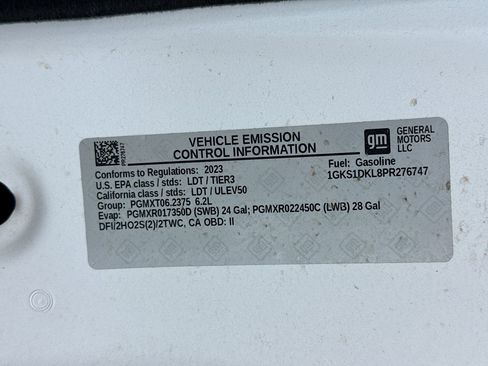 VEHICLE EMISSION
CONTROL INFORMATION
gm
GENERAL
MOTORS
LLC
PR276747
Conforms to Regulations: 2023
U.S. EPA class / stds: LDT / TIER3
California class / stds: LDT / ULEV50
Group: PGMXT06.2375 6.2L
Evap: PGMXR017350D (SWB) 24 Gal; PGMXR022450C (LWB) 28 Gal
DFI/2HO2S(2)/2TWC, CA OBD: II
Fuel: Gasoline
1GKS1DKL8PR276747